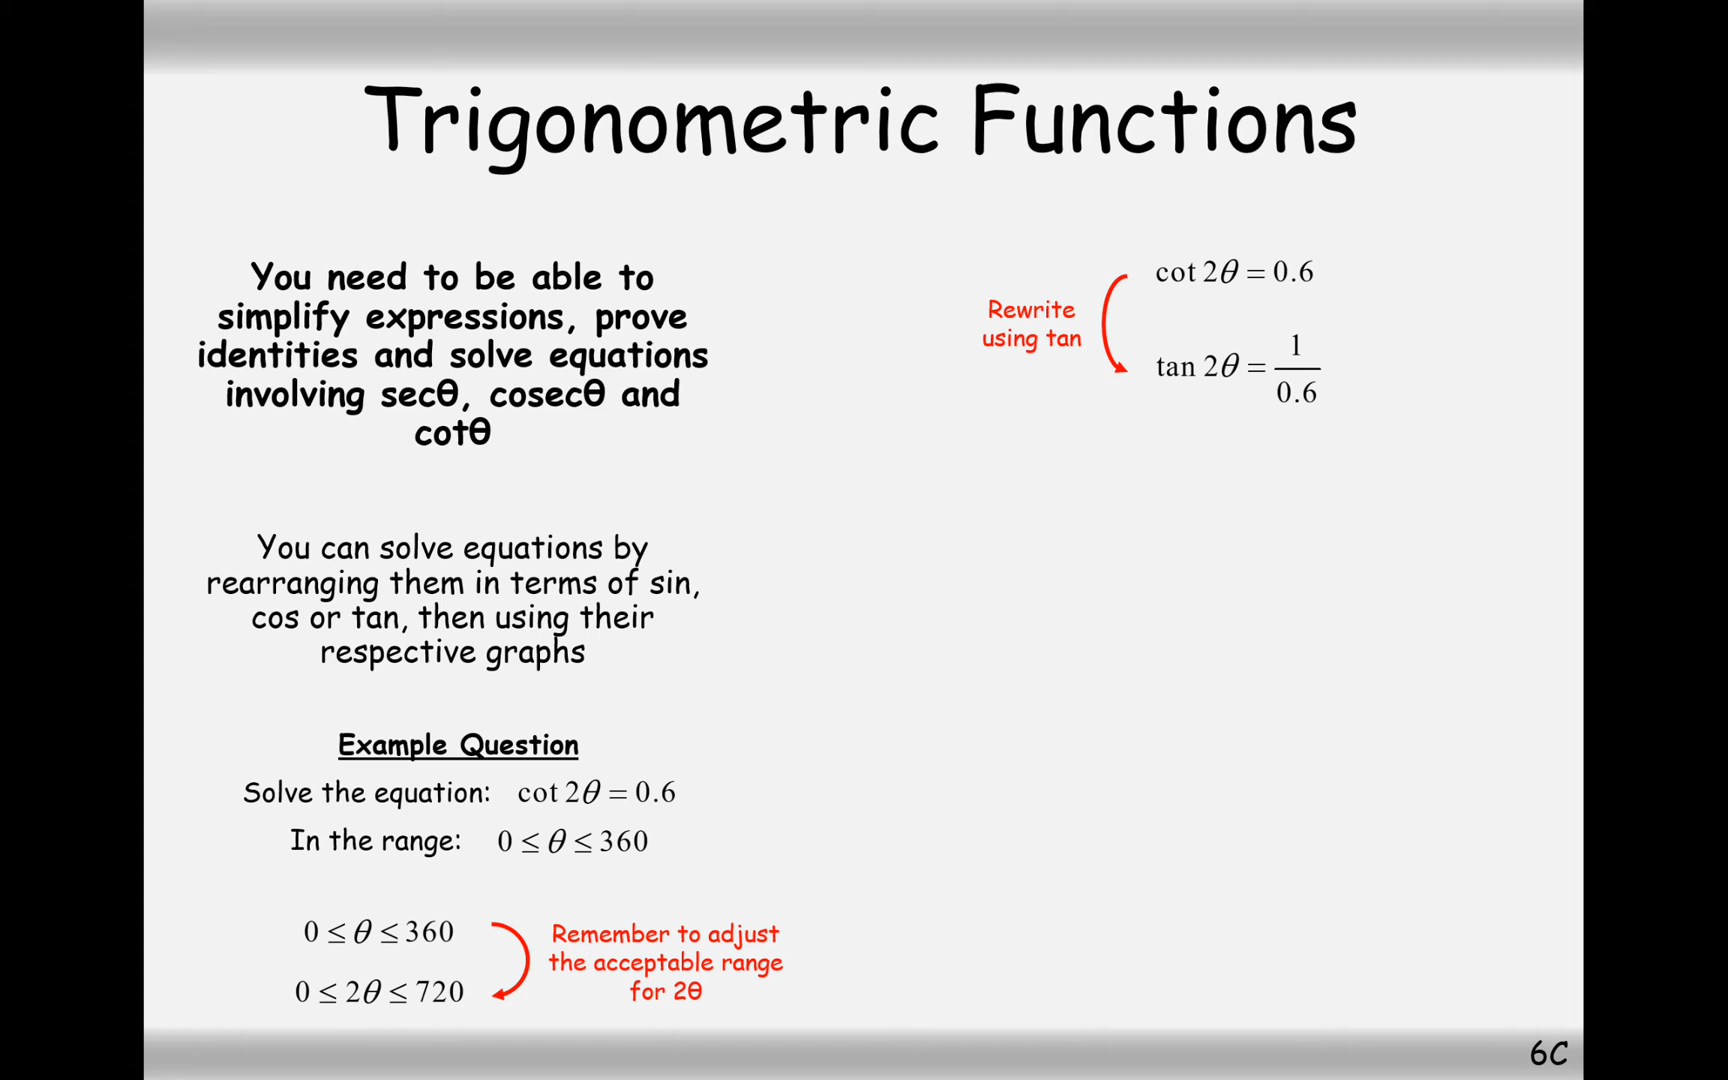 Trigonometric Functions
You need to be able to
simplify expressions, prove
identities and solve equations
involving secθ, cosecθ and
cotθ
You can solve equations by
rearranging them in terms of sin,
cos or tan, then using their
respective graphs
Example Question
Solve the equation: cot 2θ = 0.6
In the range: 0 ≤ θ ≤ 360
0 ≤ θ ≤ 360
0 ≤ 2θ ≤ 720
Remember to adjust
the acceptable range
for 2θ
cot 2θ = 0.6
Rewrite
using tan
tan 2θ = 1/0.6
6C